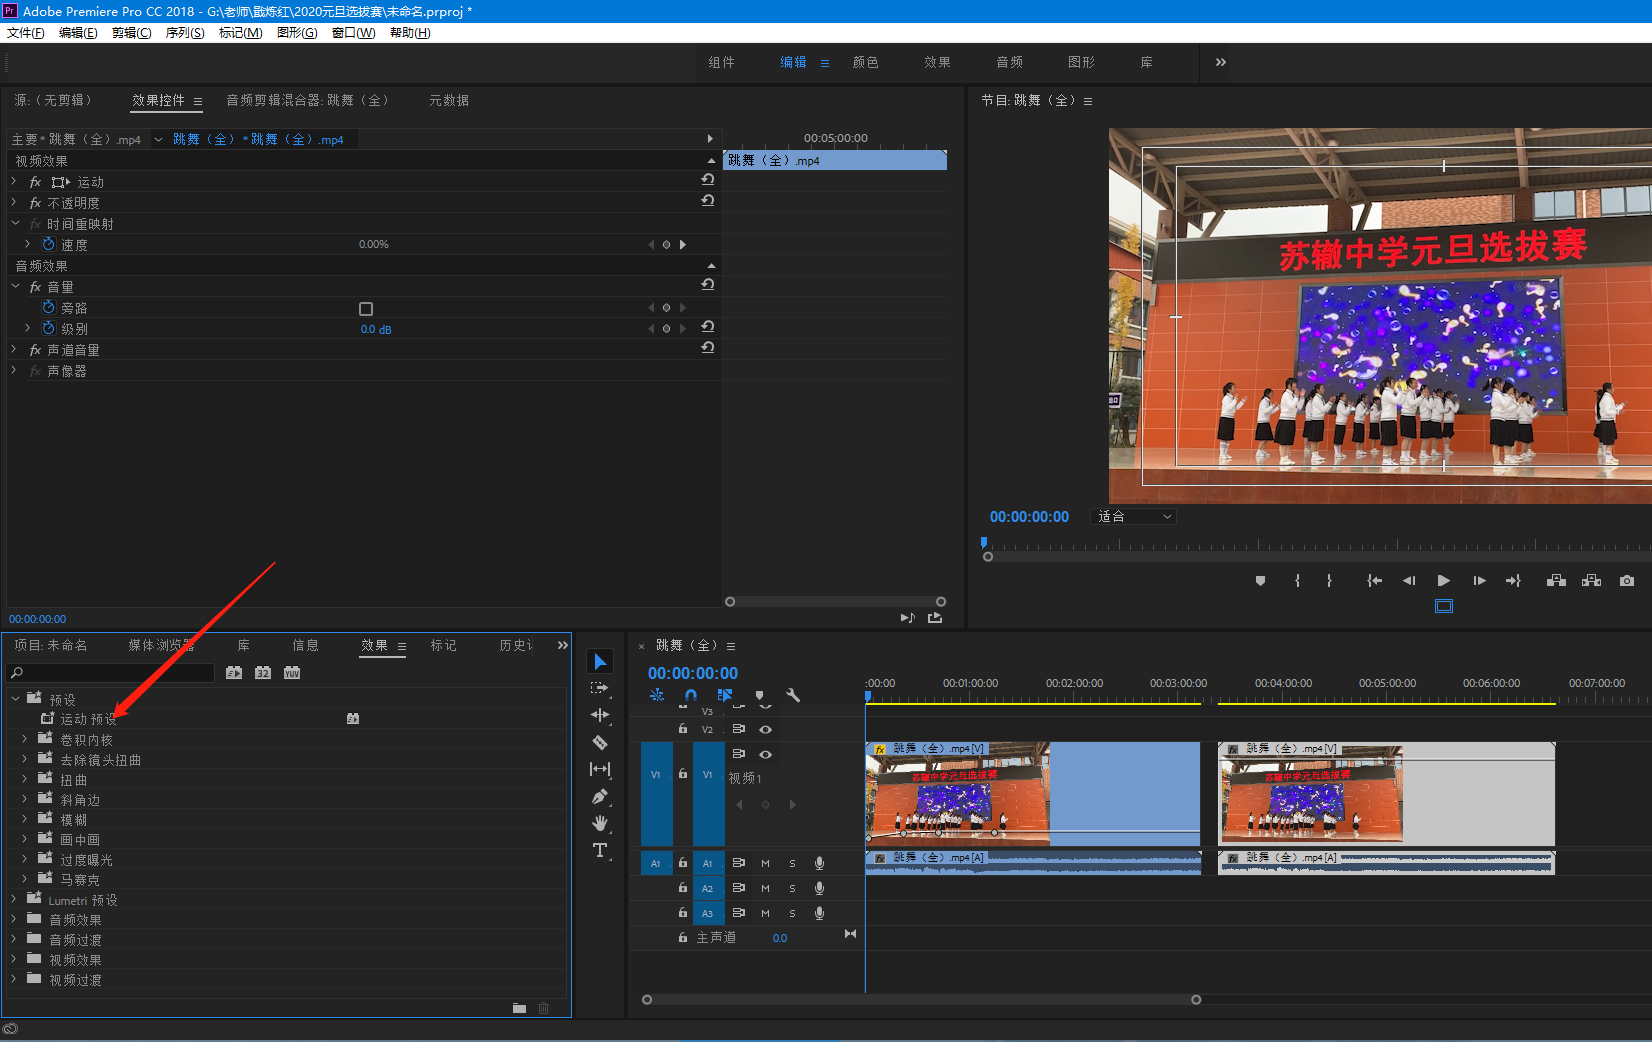 Adobe Premiere Pro CC 2018 - G:\老师\戢炼红\2020元旦选拔赛\未命名.prproj *
文件(F) 编辑(E) 剪辑(C) 序列(S) 标记(M) 图形(G) 窗口(W) 帮助(H)
组件 编辑 颜色 效果 音频 图形 库
源:（无剪辑） 效果控件 音频剪辑混合器: 跳舞（全） 元数据
主要* 跳舞（全）.mp4 跳舞（全）* 跳舞（全）.mp4
00:05:00:00
视频效果
跳舞（全）.mp4
fx 运动
fx 不透明度
fx 时间重映射
速度 0.00%
音频效果
fx 音量
旁路
级别 0.0 dB
fx 声道音量
fx 声像器
00:00:00:00
节目: 跳舞（全）
苏辙中学元旦选拔赛
00:00:00:00 适合
项目: 未命名 媒体浏览器 库 信息 效果 标记 历史
32 YUV
预设
运动 预设
卷积内核
去除镜头扭曲
扭曲
斜角边
模糊
画中画
过度曝光
马赛克
Lumetri 预设
音频效果
音频过渡
视频效果
视频过渡
× 跳舞（全）
00:00:00:00
:00:00 00:01:00:00 00:02:00:00 00:03:00:00 00:04:00:00 00:05:00:00 00:06:00:00 00:07:00:00
V3
V2
V1 V1 视频1
fx 跳舞（全）.mp4 [V]
苏辙中学元旦选拔赛
fx 跳舞（全）.mp4 [V]
苏辙中学元旦选拔赛
A1 A1 M S
fx 跳舞（全）.mp4 [A]
fx 跳舞（全）.mp4 [A]
A2 M S
A3 M S
主声道 0.0